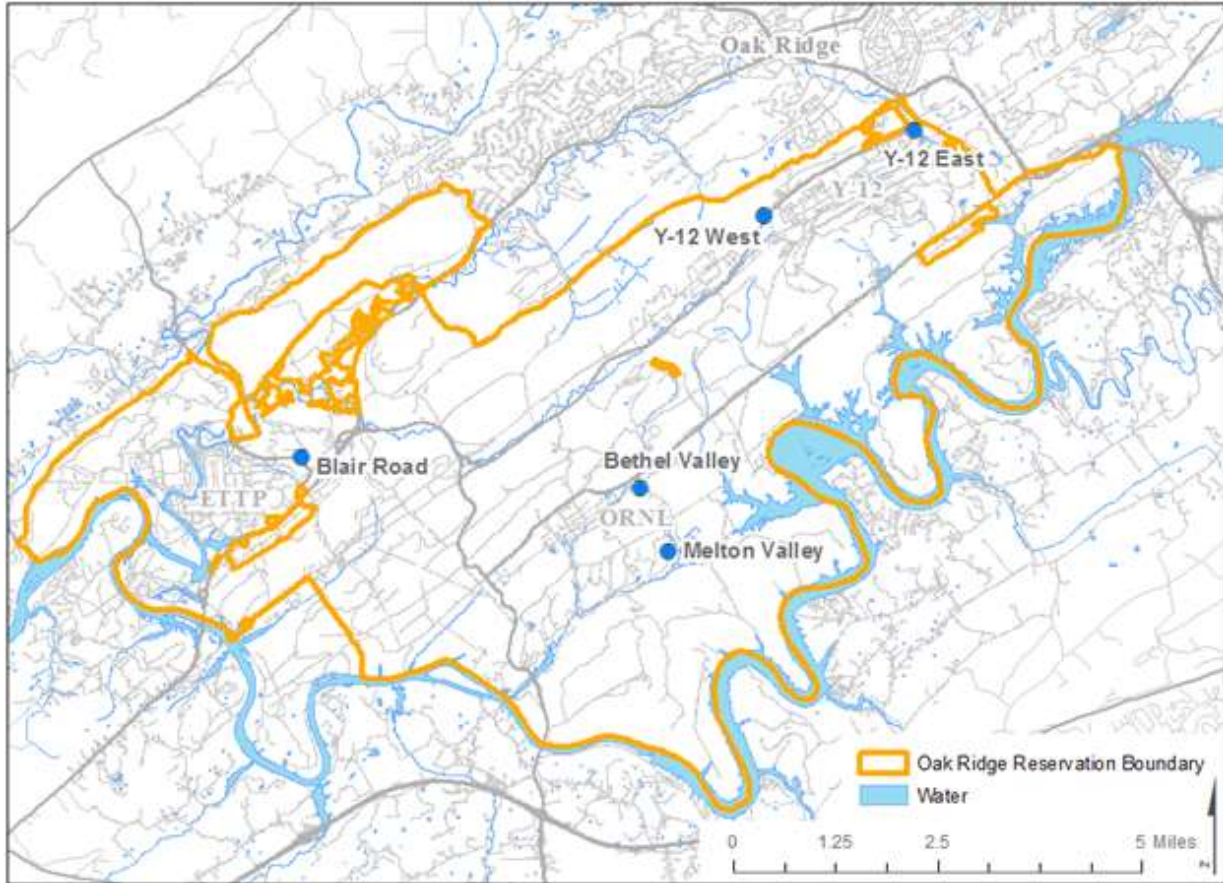 Oak Ridge
Y-12 East
Y-12
Y-12 West
Blair Road
ETTP
Bethel Valley
ORNL
Melton Valley
Oak Ridge Reservation Boundary
Water
0 1.25 2.5 5 Miles
N